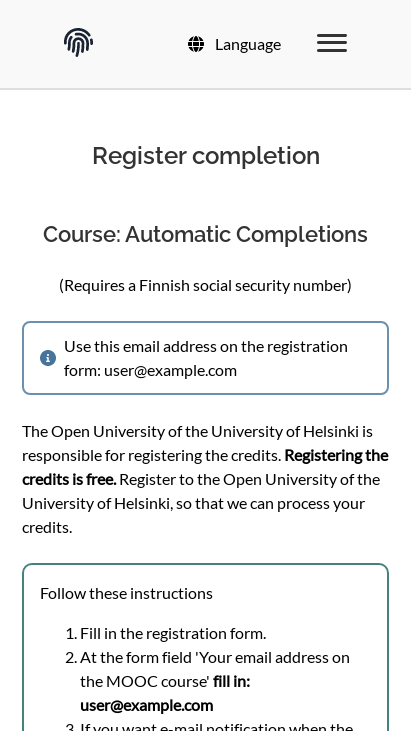 Language
Register completion
Course: Automatic Completions
(Requires a Finnish social security number)
Use this email address on the registration
form: user@example.com
The Open University of the University of Helsinki is
responsible for registering the credits. Registering the
credits is free. Register to the Open University of the
University of Helsinki, so that we can process your
credits.
Follow these instructions
1. Fill in the registration form.
2. At the form field 'Your email address on
the MOOC course' fill in:
user@example.com
3. If you want e-mail notification when the